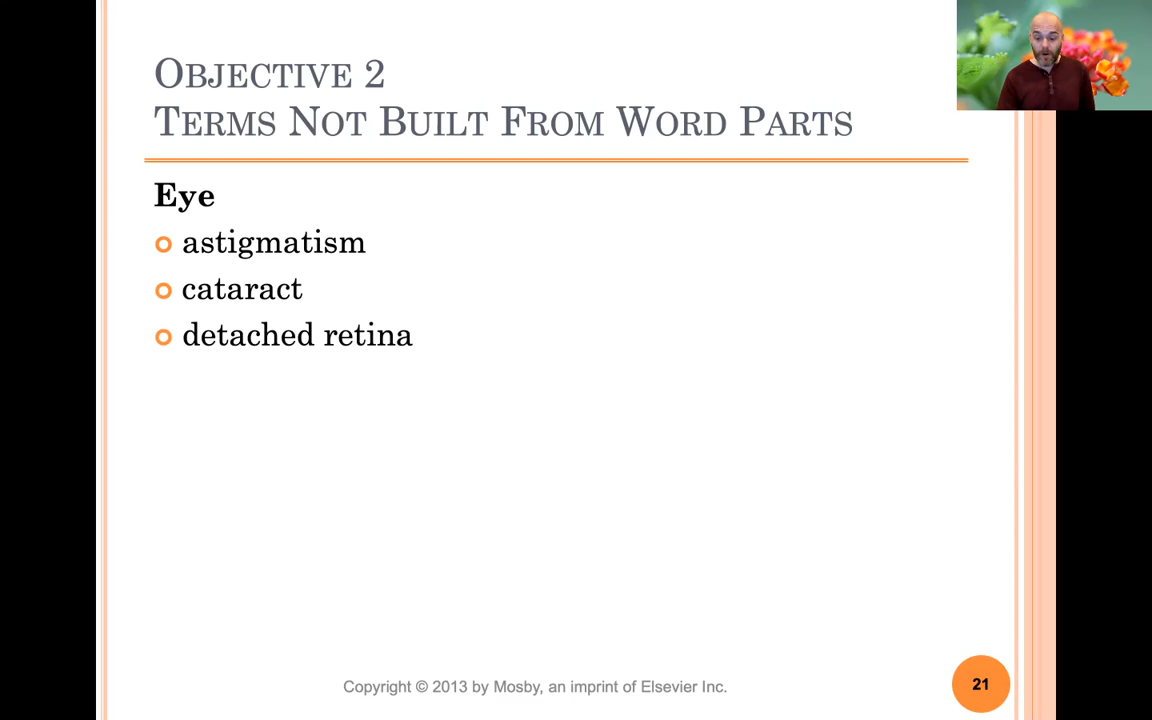 OBJECTIVE 2
TERMS NOT BUILT FROM WORD PARTS
Eye
astigmatism
cataract
detached retina
Copyright © 2013 by Mosby, an imprint of Elsevier Inc.
21